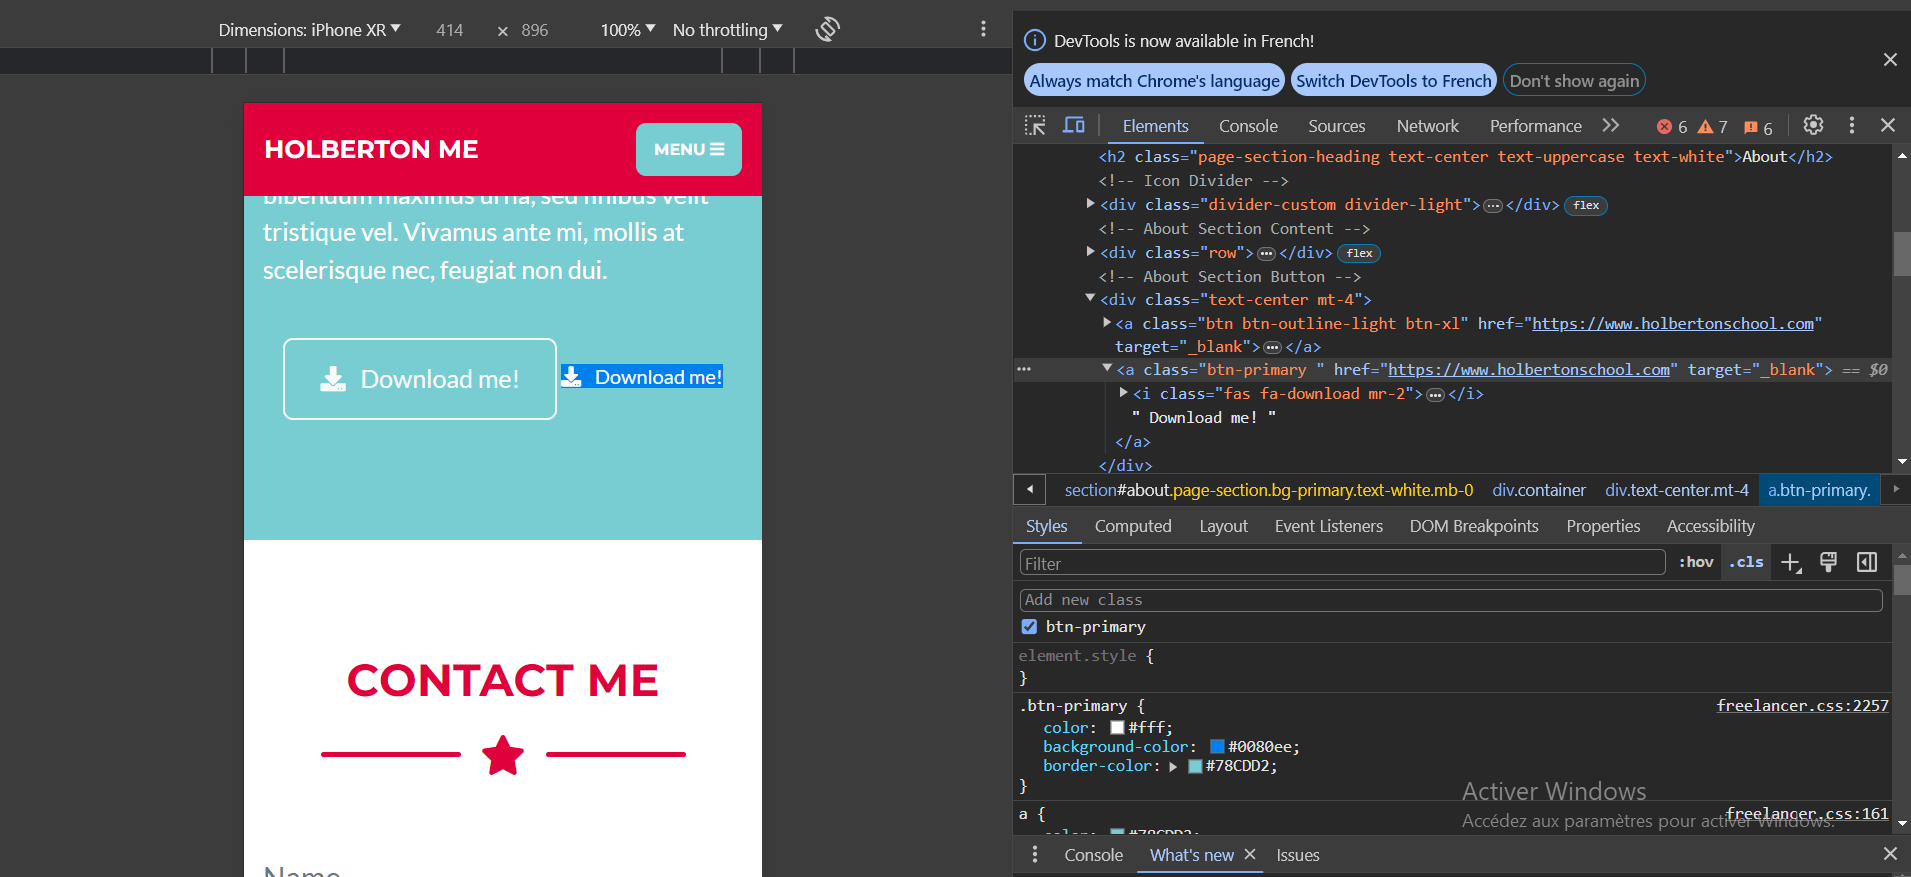 Dimensions: iPhone XR 414 × 896 100% No throttling
HOLBERTON ME
MENU
bibendum maximus urna, sed finibus velit
tristique vel. Vivamus ante mi, mollis at
scelerisque nec, feugiat non dui.
Download me! Download me!
CONTACT ME
Name
DevTools is now available in French!
Always match Chrome's language Switch DevTools to French Don't show again
Elements Console Sources Network Performance 6 7 6
<h2 class="page-section-heading text-center text-uppercase text-white">About</h2>
<!-- Icon Divider -->
<div class="divider-custom divider-light">…</div> flex
<!-- About Section Content -->
<div class="row">…</div> flex
<!-- About Section Button -->
<div class="text-center mt-4">
<a class="btn btn-outline-light btn-xl" href="https://www.holbertonschool.com"
target="_blank">…</a>
<a class="btn-primary " href="https://www.holbertonschool.com" target="_blank"> == $0
<i class="fas fa-download mr-2">…</i>
" Download me! "
</a>
</div>
section#about.page-section.bg-primary.text-white.mb-0 div.container div.text-center.mt-4 a.btn-primary.
Styles Computed Layout Event Listeners DOM Breakpoints Properties Accessibility
Filter :hov .cls
Add new class
btn-primary
element.style {
}
.btn-primary { freelancer.css:2257
color: #fff;
background-color: #0080ee;
border-color: #78CDD2;
}
a { freelancer.css:161
color: #78CDD2;
Activer Windows
Accédez aux paramètres pour activer Windows.
Console What's new Issues